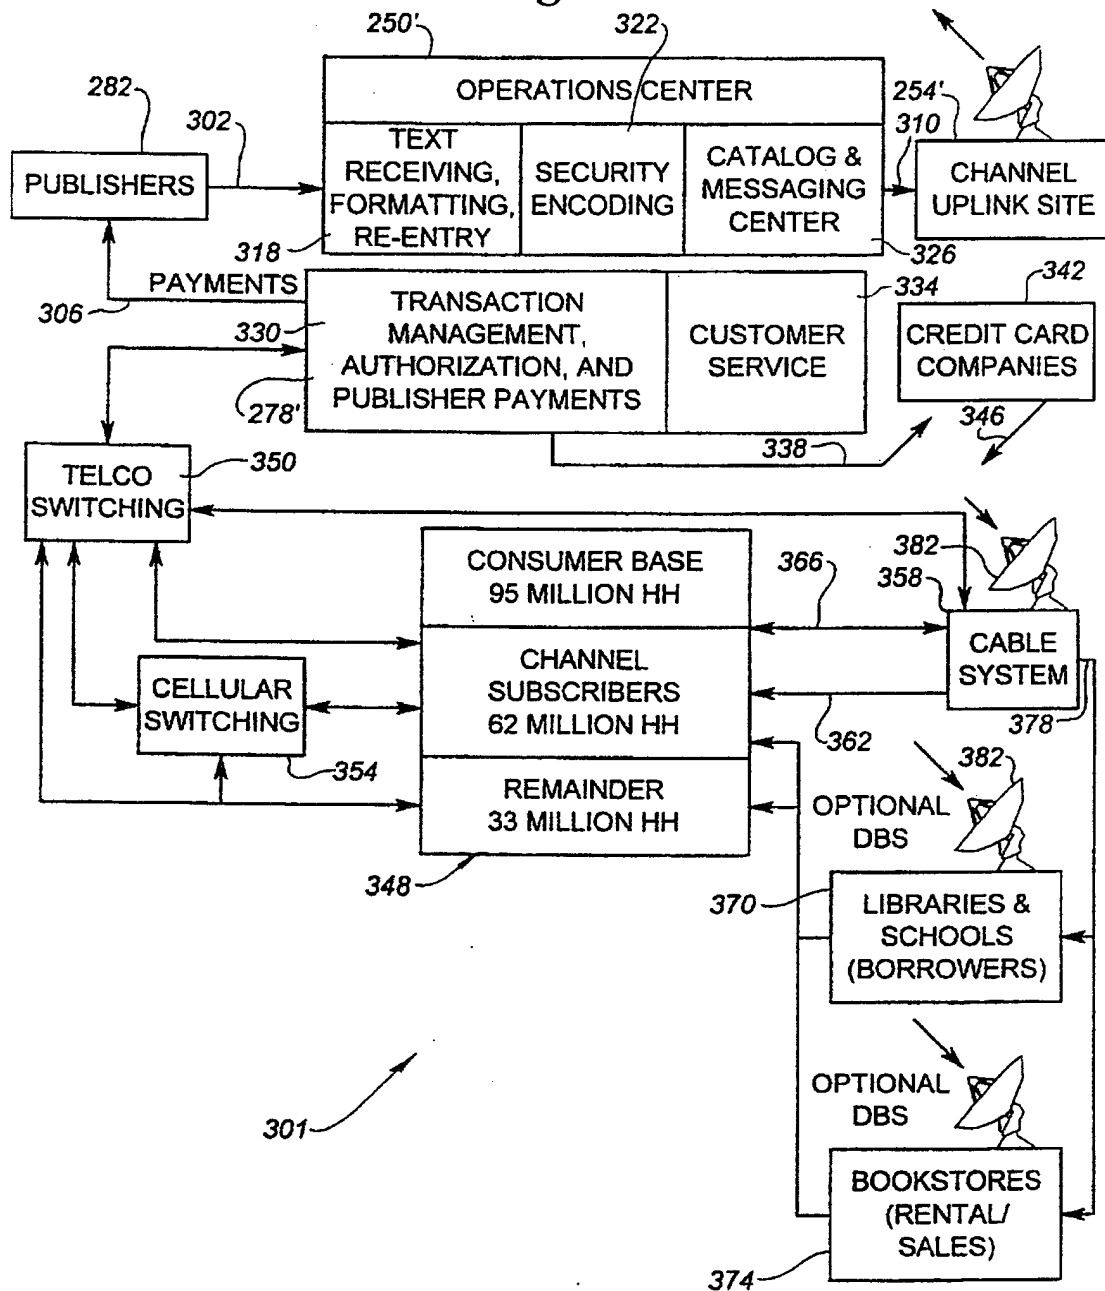 250'
322
282
302
OPERATIONS CENTER
254'
310
PUBLISHERS
TEXT
RECEIVING,
FORMATTING,
RE-ENTRY
318
SECURITY
ENCODING
CATALOG &
MESSAGING
CENTER
326
CHANNEL
UPLINK SITE
PAYMENTS
306
330
TRANSACTION
MANAGEMENT,
AUTHORIZATION, AND
PUBLISHER PAYMENTS
278'
334
CUSTOMER
SERVICE
342
CREDIT CARD
COMPANIES
346
338
TELCO
SWITCHING
350
CONSUMER BASE
95 MILLION HH
366
382
358
CHANNEL
SUBSCRIBERS
62 MILLION HH
CABLE
SYSTEM
378
362
CELLULAR
SWITCHING
354
REMAINDER
33 MILLION HH
348
382
OPTIONAL
DBS
370
LIBRARIES &
SCHOOLS
(BORROWERS)
301
OPTIONAL
DBS
BOOKSTORES
(RENTAL/
SALES)
374